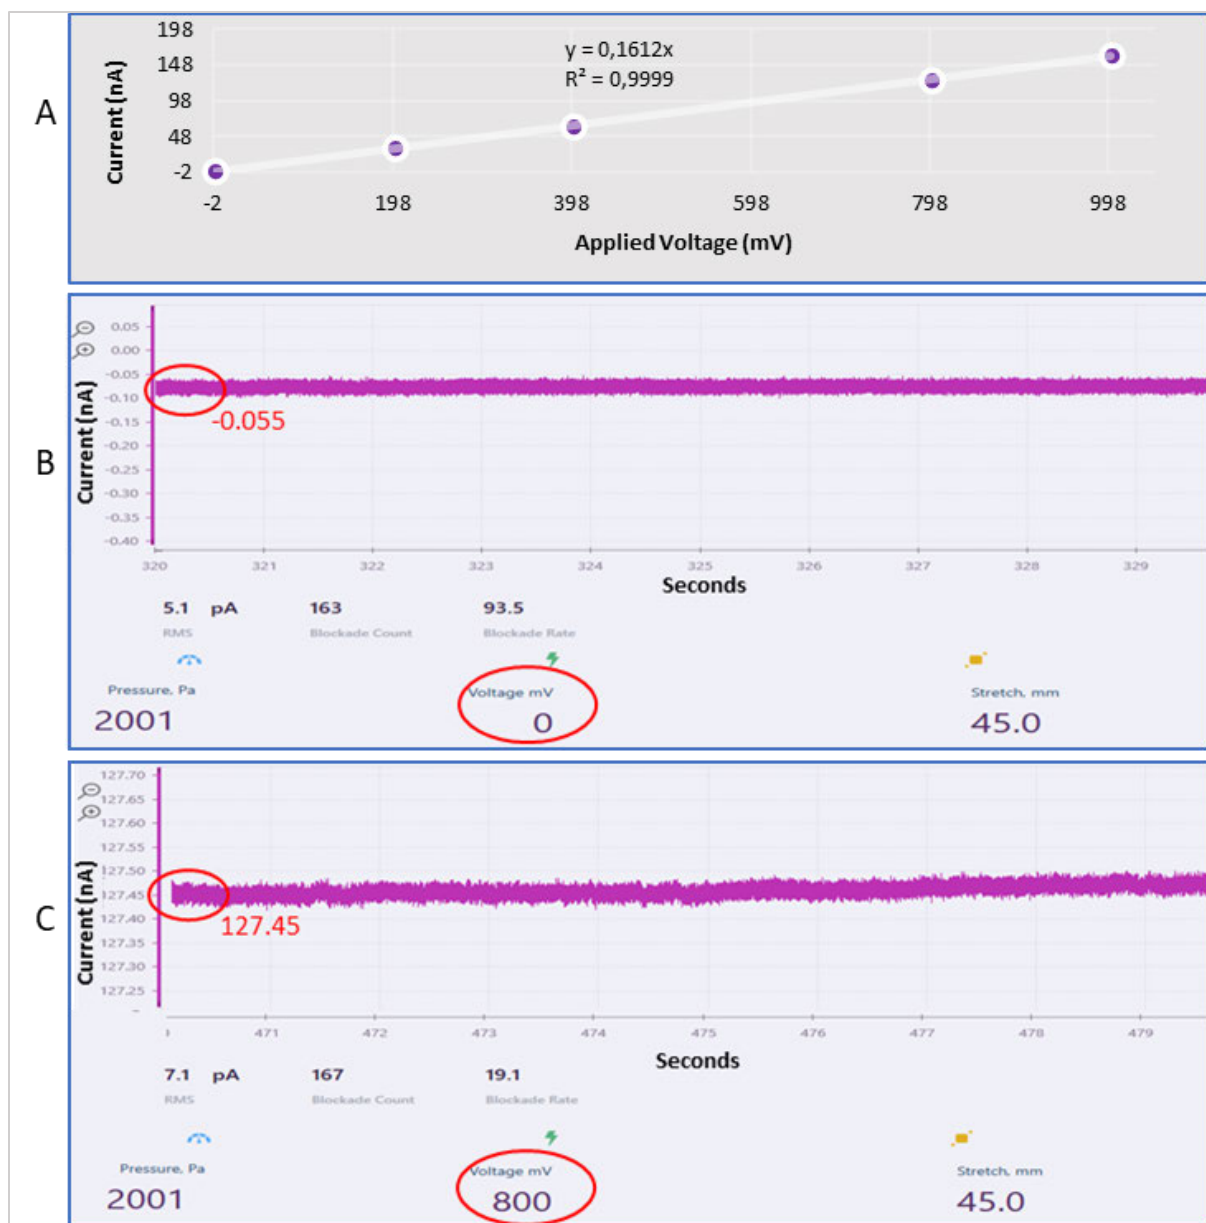 A
Current (nA)
198
148
98
48
-2
y = 0,1612x
R² = 0,9999
-2 198 398 598 798 998
Applied Voltage (mV)
B
Current (nA)
0.05
0.00
-0.05
-0.10
-0.15
-0.20
-0.25
-0.30
-0.35
-0.40
-0.055
320 321 322 323 324 325 326 327 328 329
Seconds
5.1 pA 163 93.5
RMS Blockade Count Blockade Rate
Pressure, Pa Voltage mV Stretch, mm
2001 0 45.0
C
Current (nA)
127.70
127.65
127.60
127.55
127.50
127.45
127.40
127.35
127.30
127.25
127.45
471 472 473 474 475 476 477 478 479
Seconds
7.1 pA 167 19.1
RMS Blockade Count Blockade Rate
Pressure, Pa Voltage mV Stretch, mm
2001 800 45.0